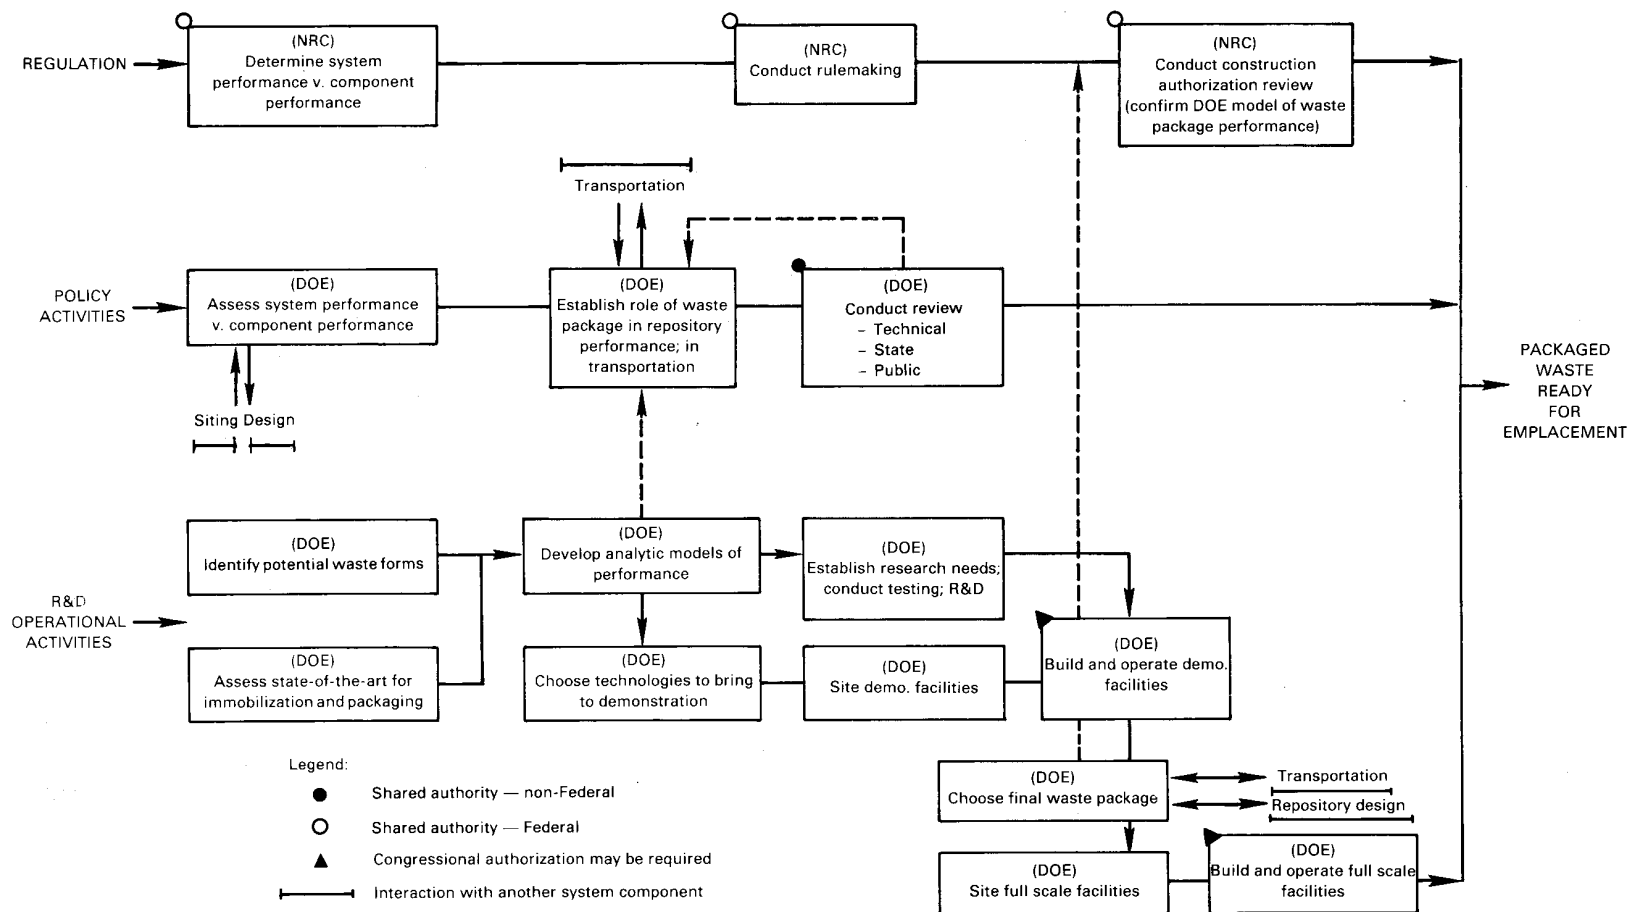 REGULATION
(NRC)
Determine system
performance v. component
performance
(NRC)
Conduct rulemaking
(NRC)
Conduct construction
authorization review
(confirm DOE model of waste
package performance)
Transportation
POLICY
ACTIVITIES
(DOE)
Assess system performance
v. component performance
(DOE)
Establish role of waste
package in repository
performance; in
transportation
(DOE)
Conduct review
– Technical
– State
– Public
Siting Design
PACKAGED
WASTE
READY
FOR
EMPLACEMENT
R&D
OPERATIONAL
ACTIVITIES
(DOE)
Identify potential waste forms
(DOE)
Develop analytic models of
performance
(DOE)
Establish research needs;
conduct testing; R&D
(DOE)
Assess state-of-the-art for
immobilization and packaging
(DOE)
Choose technologies to bring
to demonstration
(DOE)
Site demo. facilities
(DOE)
Build and operate demo.
facilities
(DOE)
Choose final waste package
Transportation
Repository design
(DOE)
Site full scale facilities
(DOE)
Build and operate full scale
facilities
Legend:
Shared authority — non-Federal
Shared authority — Federal
Congressional authorization may be required
Interaction with another system component